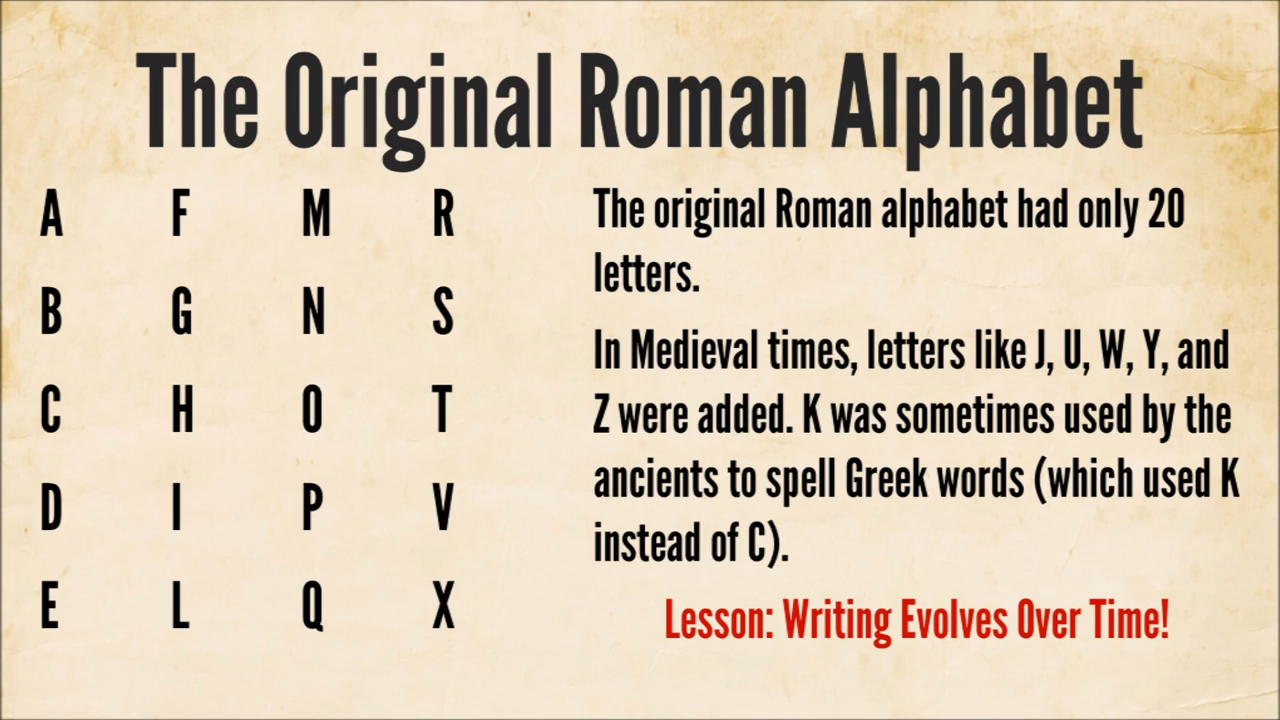 The Original Roman Alphabet
A F M R
B G N S
C H O T
D I P V
E L Q X
The original Roman alphabet had only 20
letters.
In Medieval times, letters like J, U, W, Y, and
Z were added. K was sometimes used by the
ancients to spell Greek words (which used K
instead of C).
Lesson: Writing Evolves Over Time!